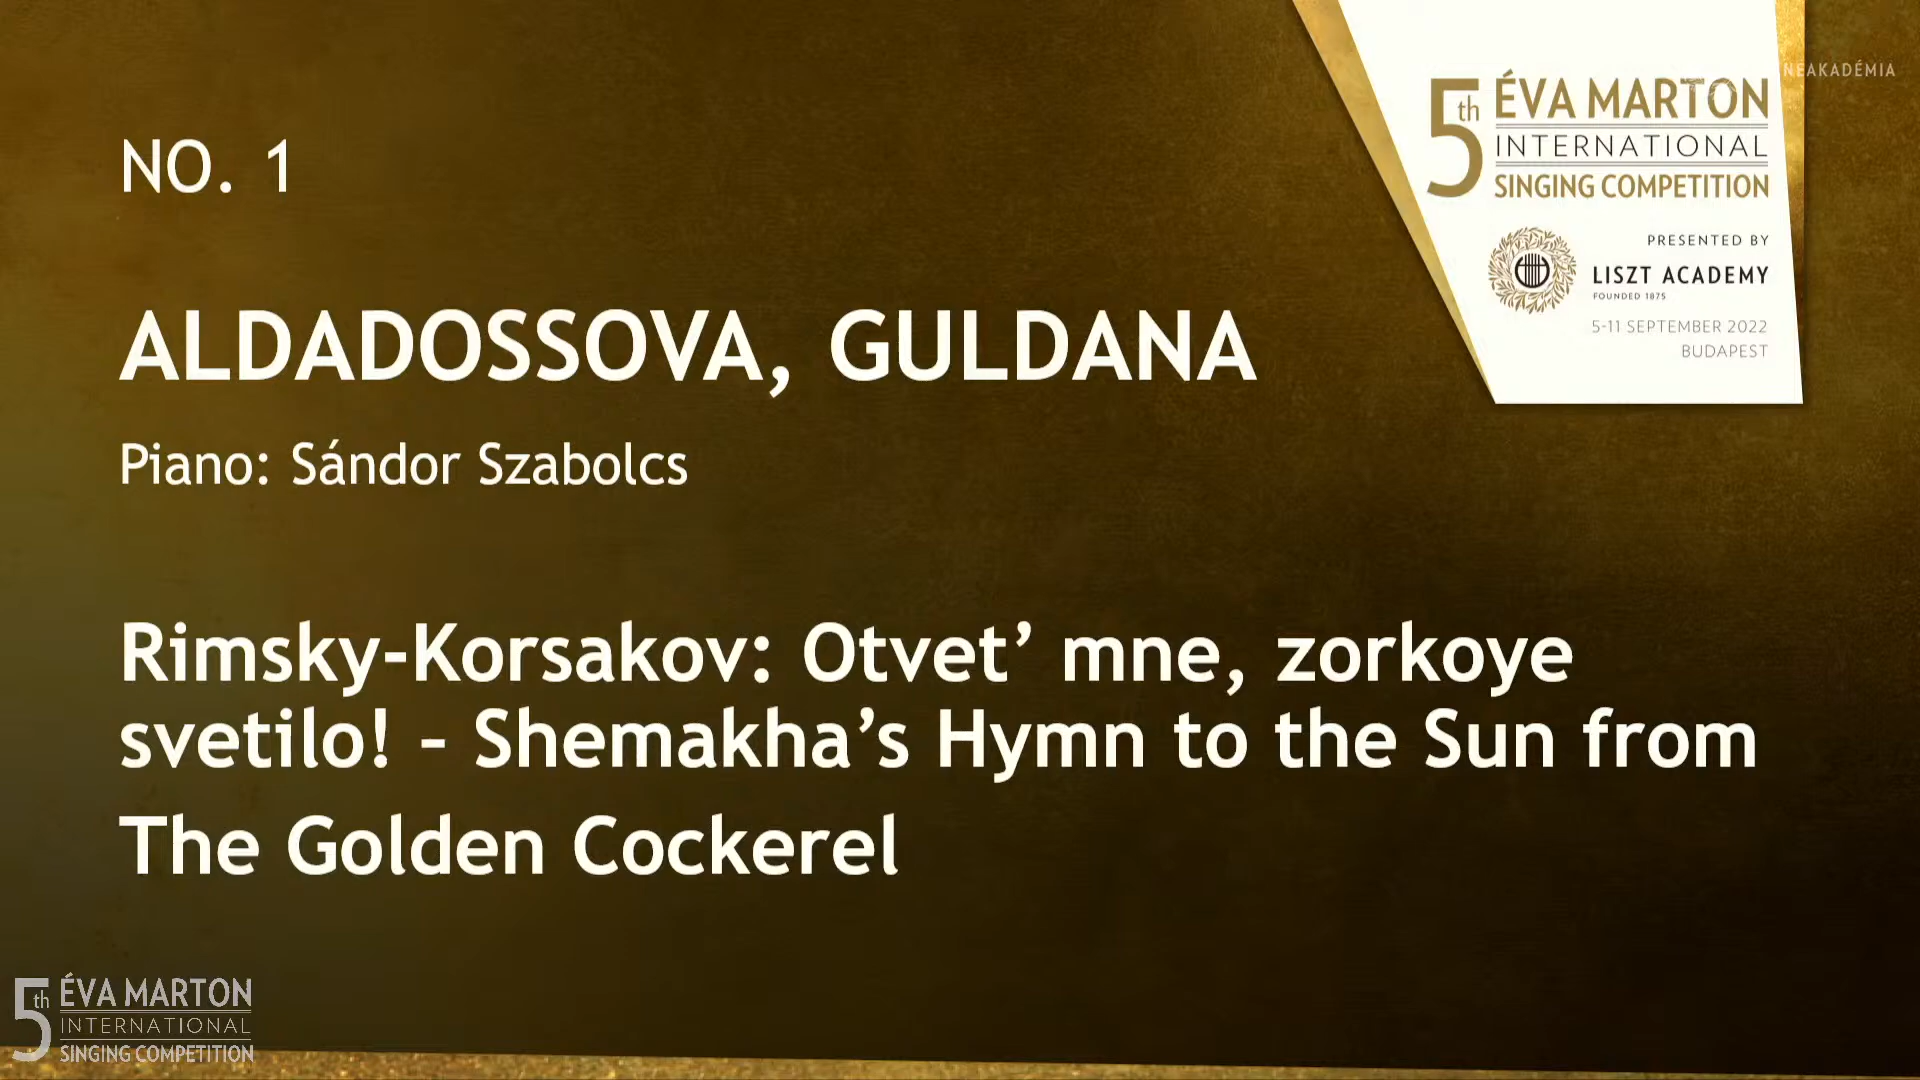 NO. 1
ALDADOSSOVA, GULDANA
Piano: Sándor Szabolcs
Rimsky-Korsakov: Otvet’ mne, zorkoye
svetilo! – Shemakha’s Hymn to the Sun from
The Golden Cockerel
5th ÉVA MARTON
INTERNATIONAL
SINGING COMPETITION
PRESENTED BY
LISZT ACADEMY
FOUNDED 1875
5-11 SEPTEMBER 2022
BUDAPEST
5th ÉVA MARTON
INTERNATIONAL
SINGING COMPETITION